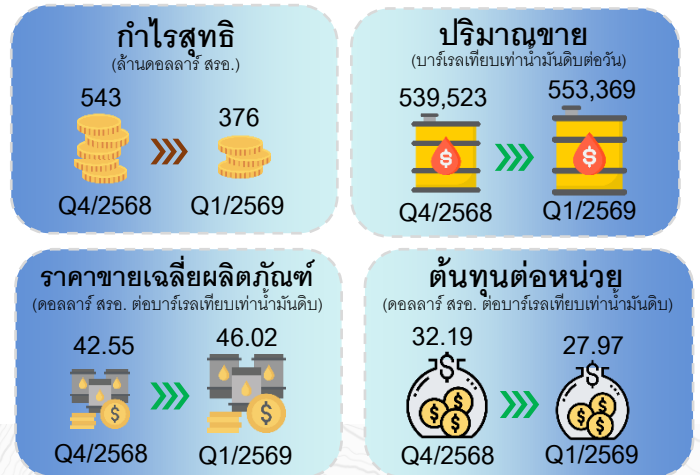 กำไรสุทธิ
(ล้านดอลลาร์ สรอ.)
543
376
Q4/2568
Q1/2569
ปริมาณขาย
(บาร์เรลเทียบเท่าน้ำมันดิบต่อวัน)
539,523
553,369
$
$
Q4/2568
Q1/2569
ราคาขายเฉลี่ยผลิตภัณฑ์
(ดอลลาร์ สรอ. ต่อบาร์เรลเทียบเท่าน้ำมันดิบ)
42.55
46.02
$
$
Q4/2568
Q1/2569
ต้นทุนต่อหน่วย
(ดอลลาร์ สรอ. ต่อบาร์เรลเทียบเท่าน้ำมันดิบ)
32.19
27.97
$
$
$ $
$ $
Q4/2568
Q1/2569